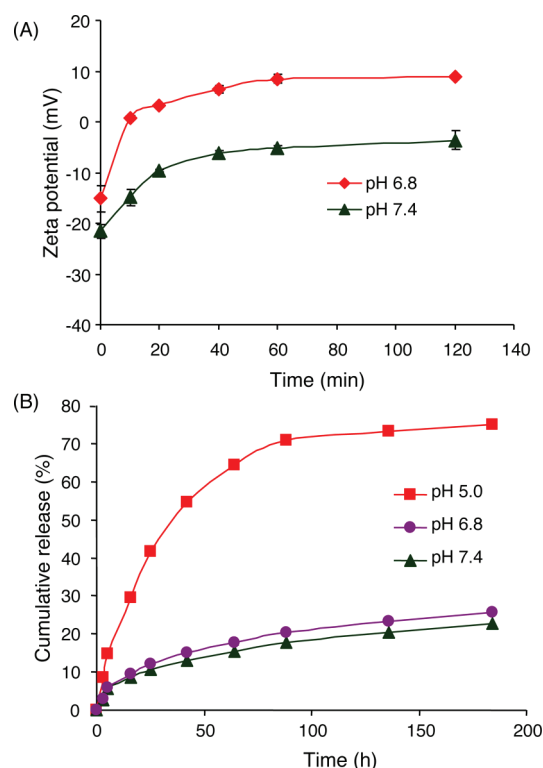 (A)
Zeta potential (mV)
20
10
0
-10
-20
-30
-40
pH 6.8
pH 7.4
0 20 40 60 80 100 120 140
Time (min)
(B)
Cumulative release (%)
80
70
60
50
40
30
20
10
0
pH 5.0
pH 6.8
pH 7.4
0 50 100 150 200
Time (h)